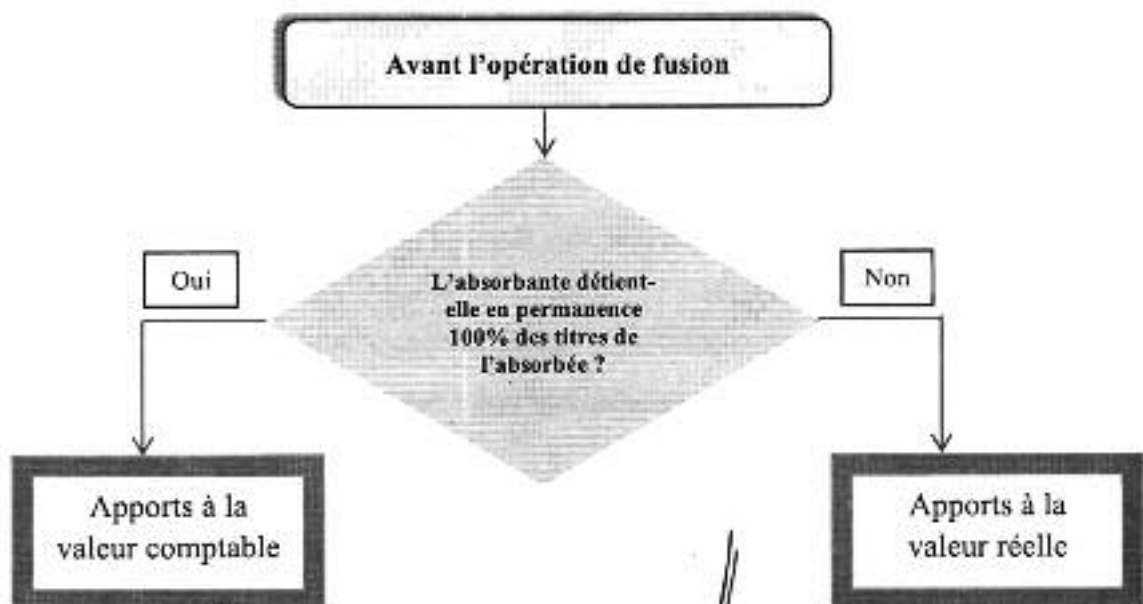 Avant l'opération de fusion
Oui
L'absorbante détient-
elle en permanence
100% des titres de
l'absorbée ?
Non
Apports à la
valeur comptable
Apports à la
valeur réelle